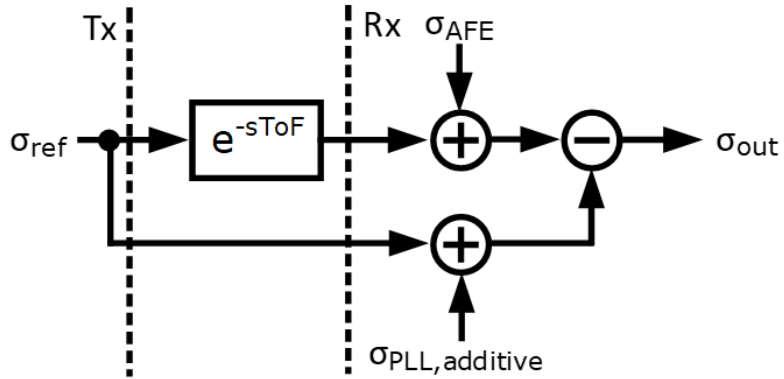 Tx
Rx
σAFE
σref
e-sToF
+
−
σout
+
σPLL,additive